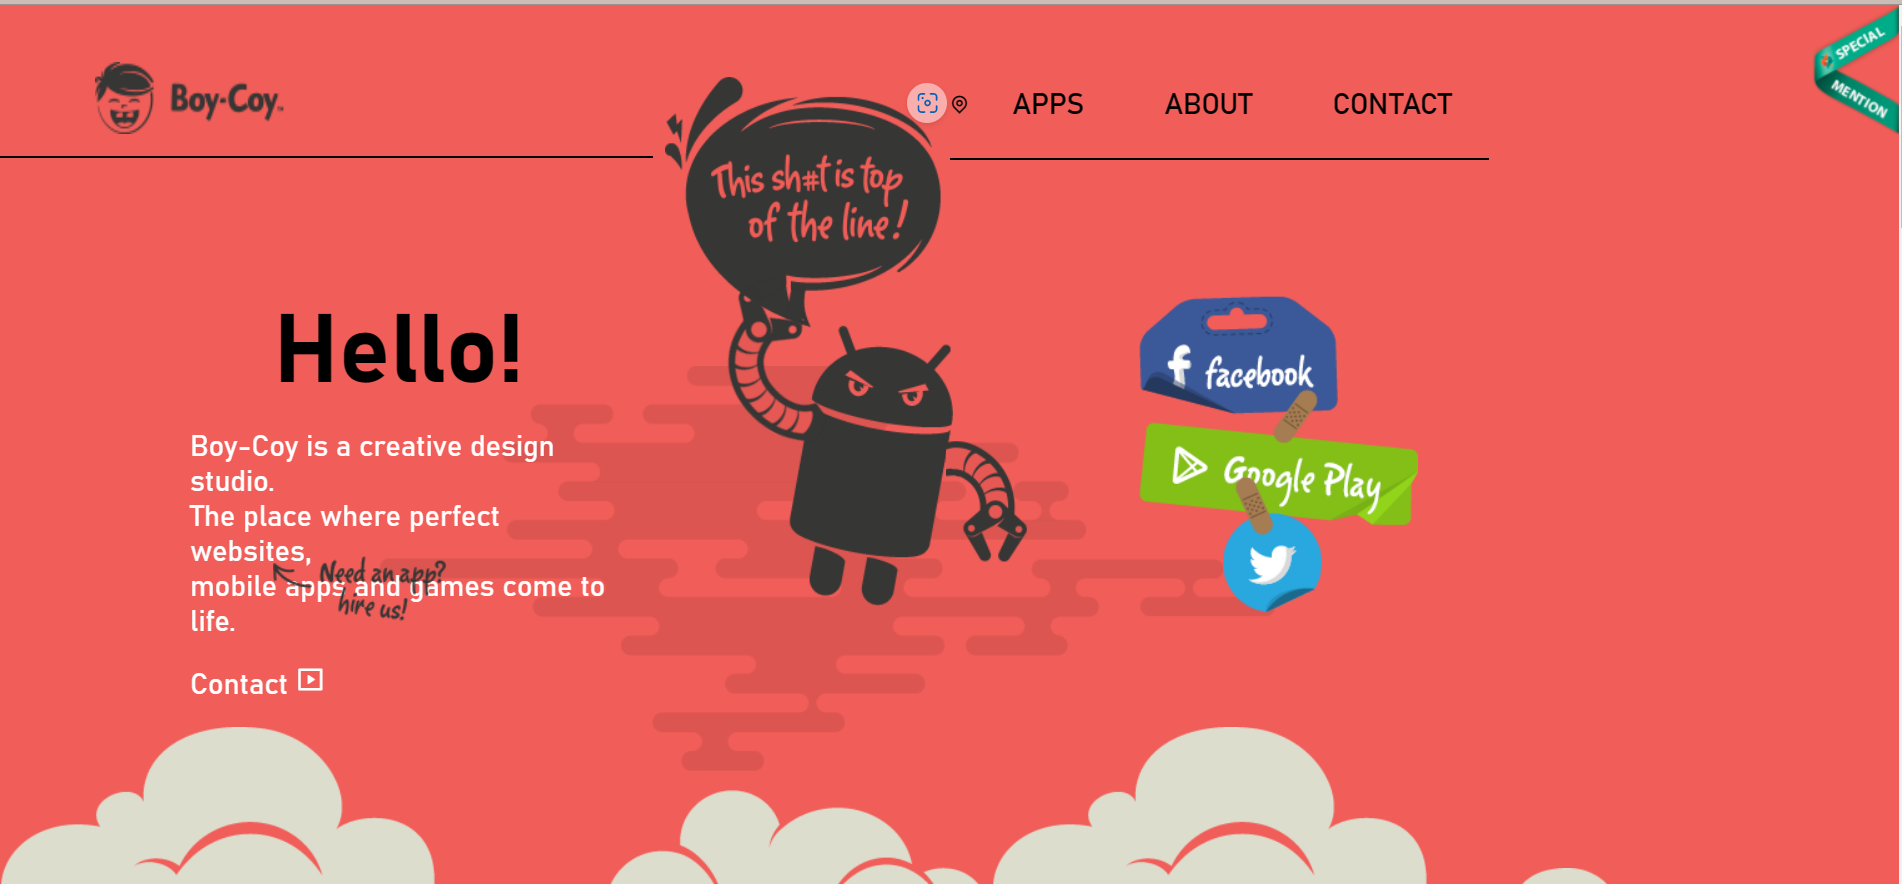 Boy-Coy
APPS
ABOUT
CONTACT
SPECIAL
MENTION
This sh#t is top
of the line!
Hello!
Boy-Coy is a creative design
studio.
The place where perfect
websites,
mobile apps and games come to
life.
Need an app?
hire us!
Contact
f facebook
Google Play